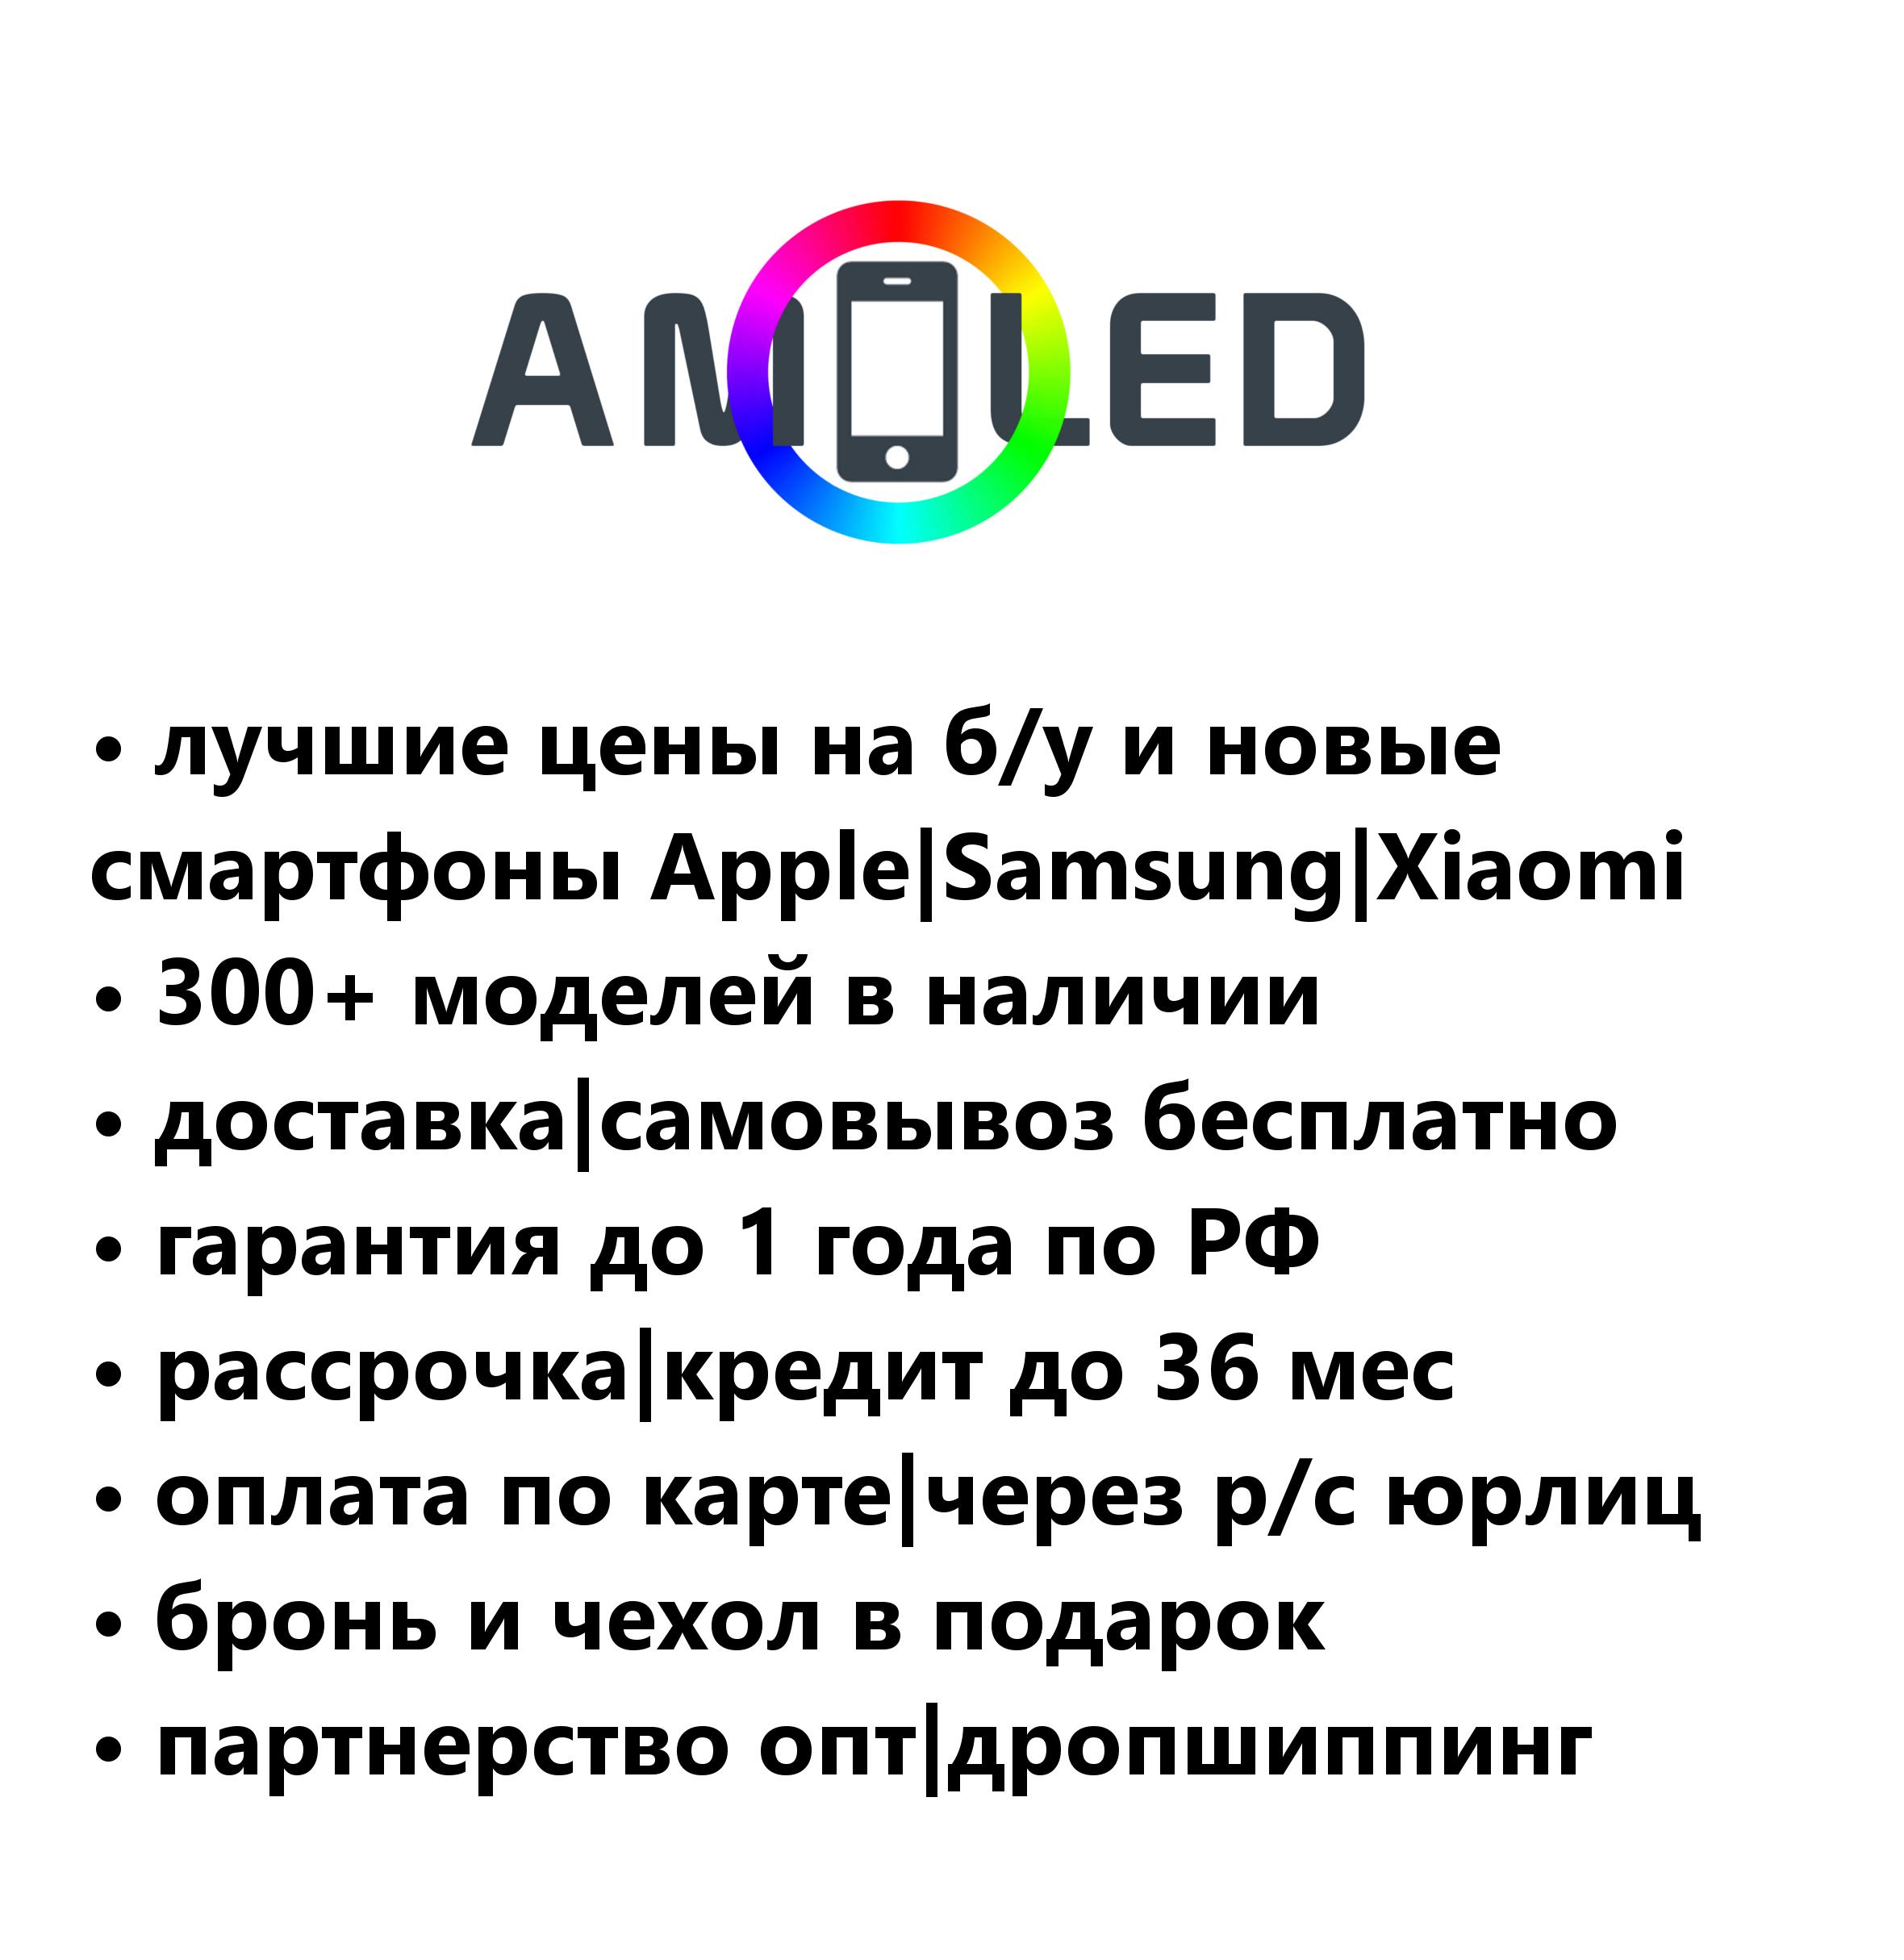 AMOLED
• лучшие цены на б/у и новые
смартфоны Apple|Samsung|Xiaomi
• 300+ моделей в наличии
• доставка|самовывоз бесплатно
• гарантия до 1 года по РФ
• рассрочка|кредит до 36 мес
• оплата по карте|через р/с юрлиц
• бронь и чехол в подарок
• партнерство опт|дропшиппинг